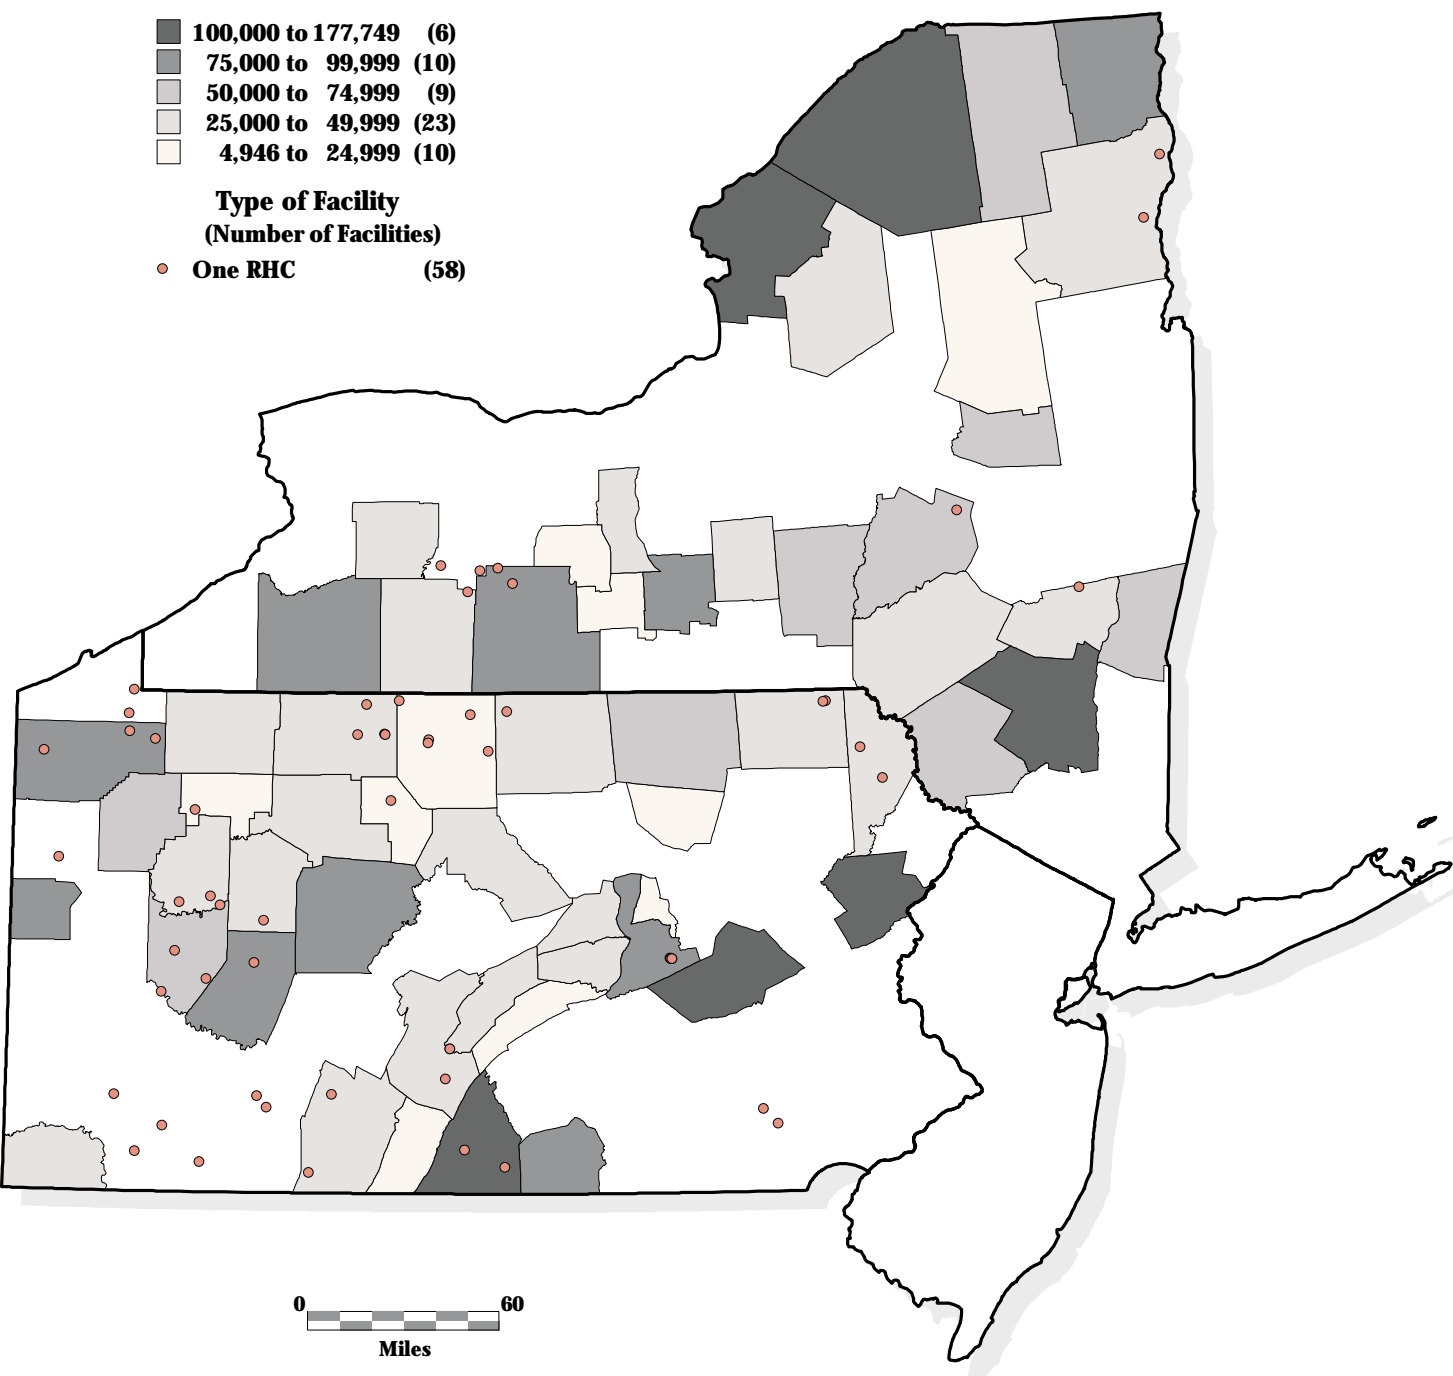 100,000 to 177,749 (6)
75,000 to 99,999 (10)
50,000 to 74,999 (9)
25,000 to 49,999 (23)
4,946 to 24,999 (10)
Type of Facility
(Number of Facilities)
One RHC (58)
0 60
Miles